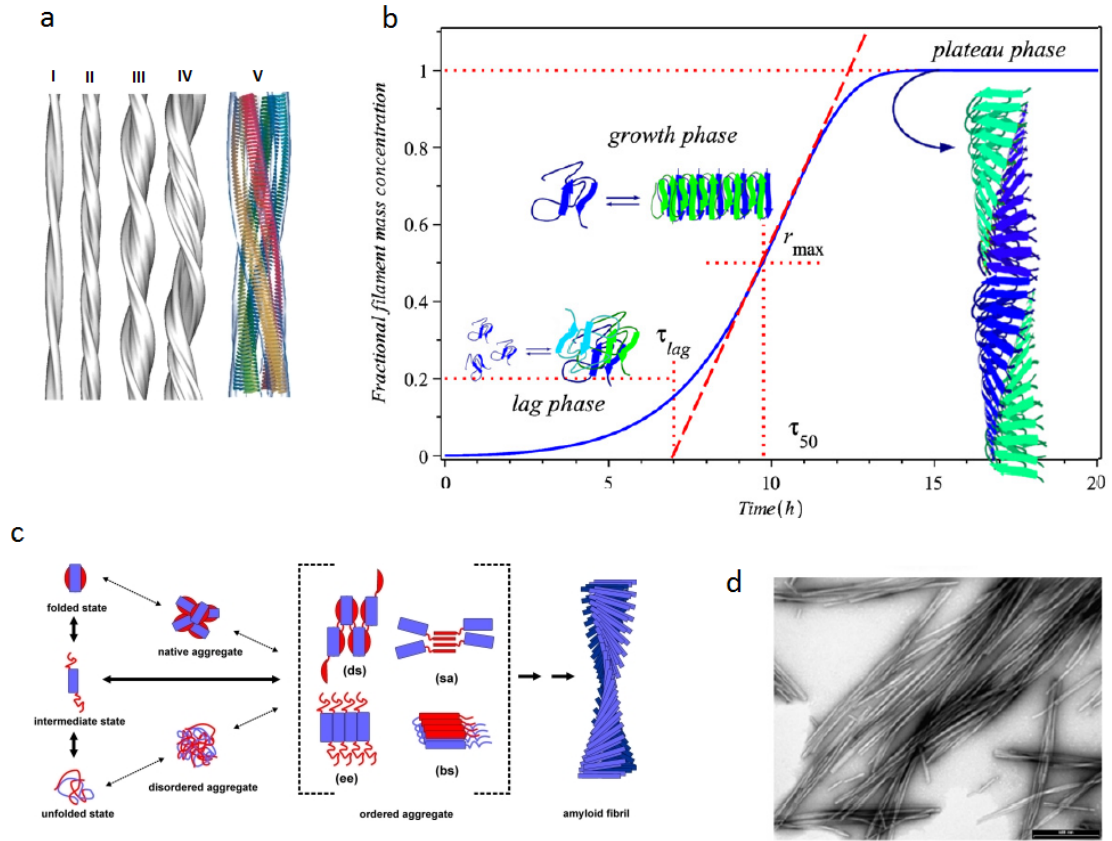 a
I II III IV V
b
Fractional filament mass concentration
1
0.8
0.6
0.4
0.2
0
0 5 10 15 20
Time(h)
plateau phase
growth phase
r max
τ lag
lag phase
τ 50
c
folded state
native aggregate
intermediate state
disordered aggregate
unfolded state
(ds)
(sa)
(ee)
(bs)
ordered aggregate
amyloid fibril
d